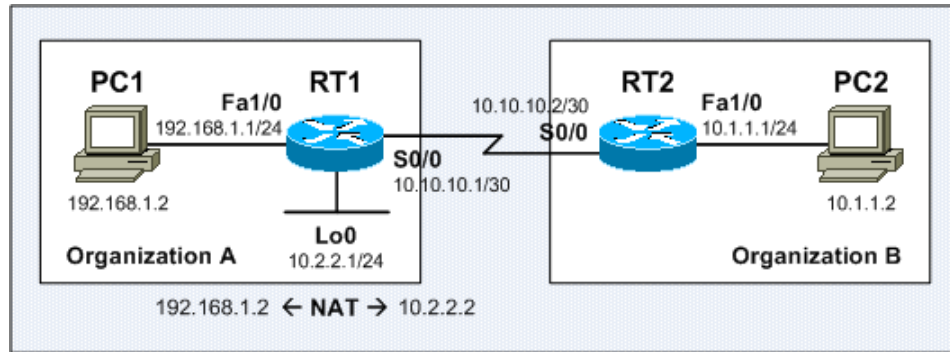 PC1
RT1
Fa1/0
192.168.1.1/24
S0/0
10.10.10.1/30
192.168.1.2
Lo0
10.2.2.1/24
Organization A
10.10.10.2/30
S0/0
RT2
Fa1/0
10.1.1.1/24
PC2
10.1.1.2
Organization B
192.168.1.2 ← NAT → 10.2.2.2